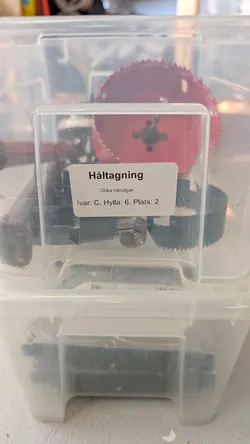 Håltagning
Olika hålsågar
Ivar: C, Hylla: 6, Plats: 2